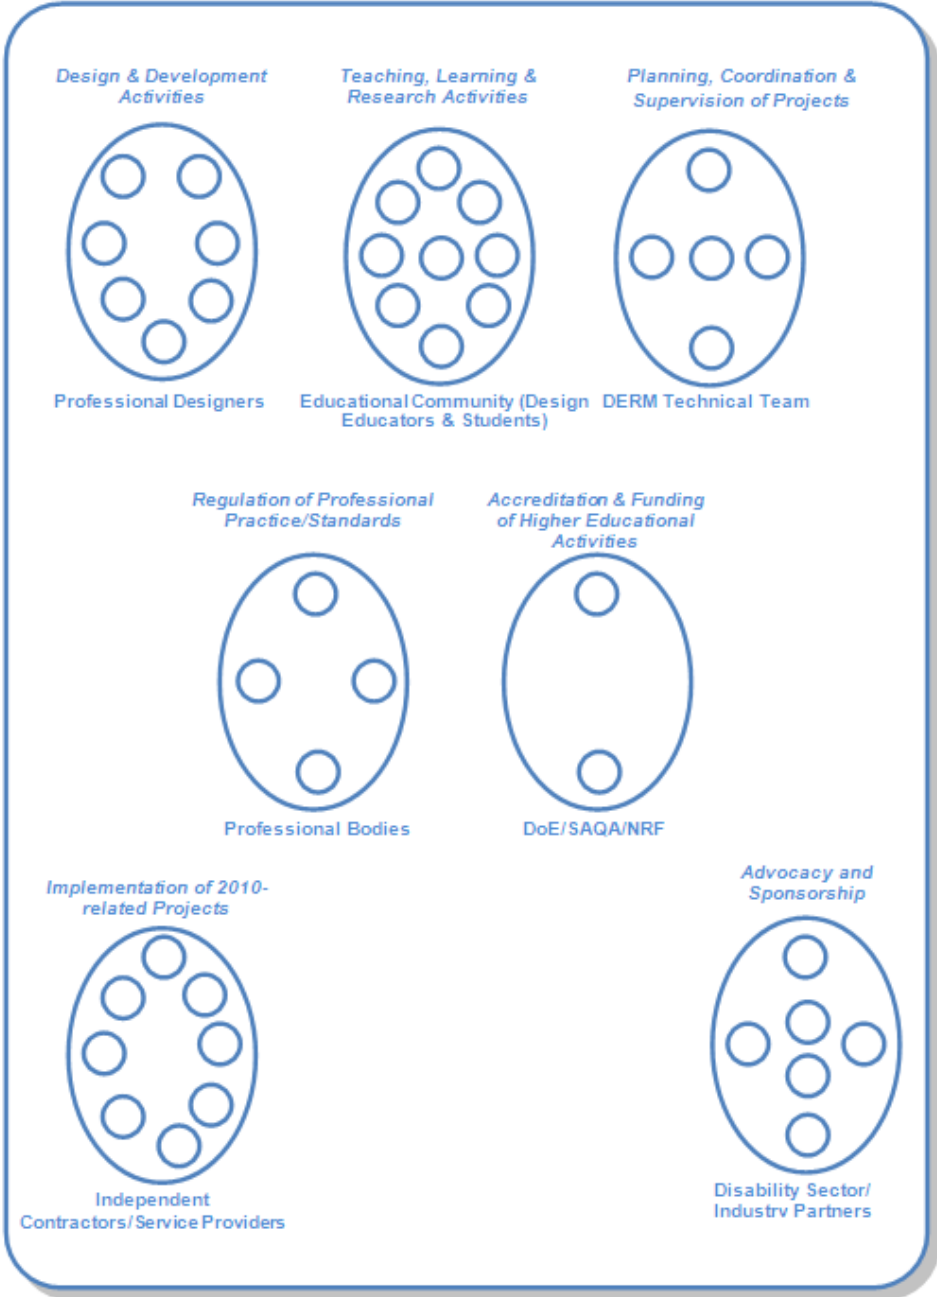 Design & Development
Activities
Teaching, Learning &
Research Activities
Planning, Coordination &
Supervision of Projects
Professional Designers
Educational Community (Design
Educators & Students)
DERM Technical Team
Regulation of Professional
Practice/Standards
Accreditation & Funding
of Higher Educational
Activities
Professional Bodies
DoE/SAQA/NRF
Implementation of 2010-
related Projects
Advocacy and
Sponsorship
Independent
Contractors/Service Providers
Disability Sector/
Industry Partners